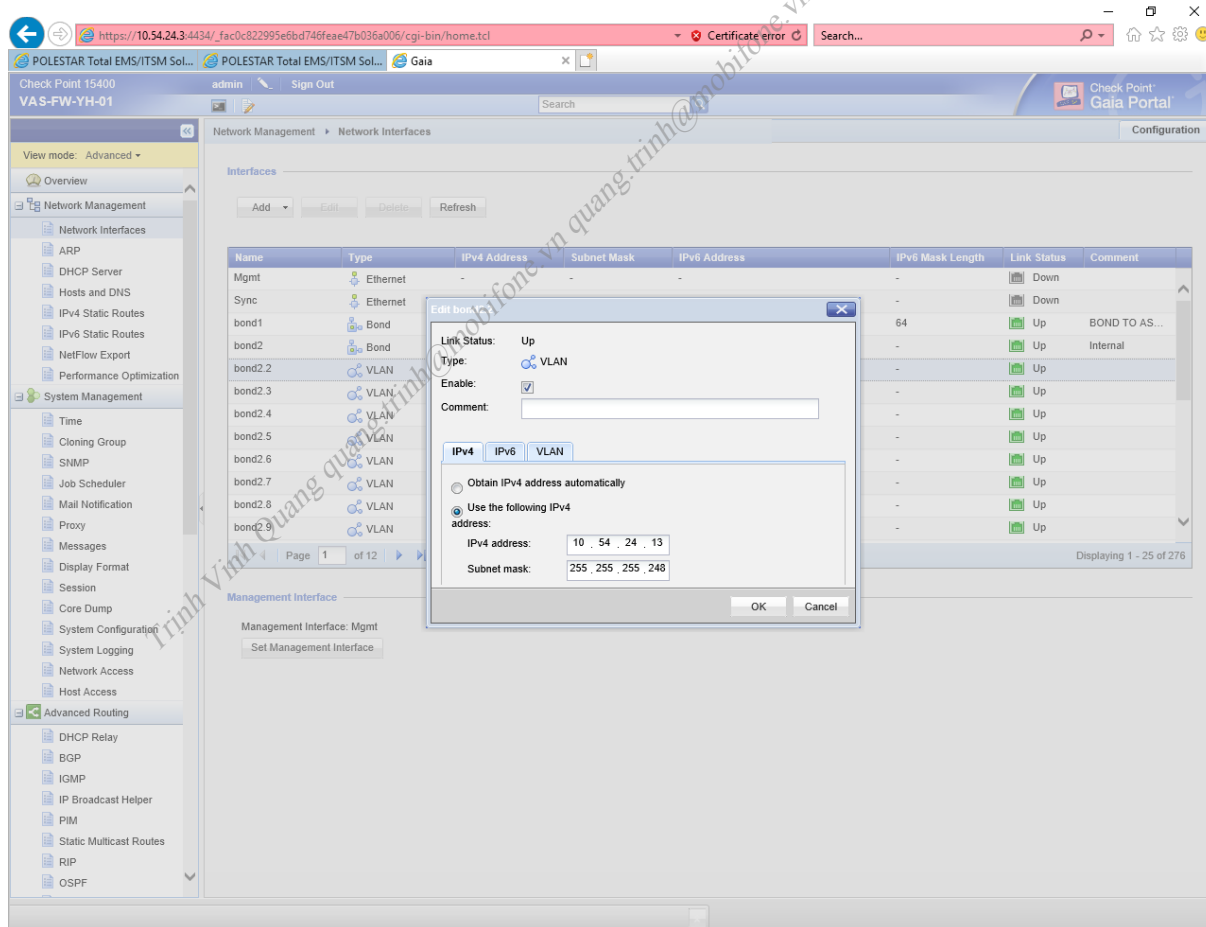 https://10.54.24.3:4434/_fac0c822995e6bd746feae47b036a006/cgi-bin/home.tcl Certificate error Search...
POLESTAR Total EMS/ITSM Sol... POLESTAR Total EMS/ITSM Sol... Gaia
Check Point 15400 admin Sign Out Check Point
VAS-FW-YH-01 Search Gaia Portal
Network Management Network Interfaces Configuration
View mode: Advanced
Overview
Network Management
Network Interfaces
ARP
DHCP Server
Hosts and DNS
IPv4 Static Routes
IPv6 Static Routes
NetFlow Export
Performance Optimization
System Management
Time
Cloning Group
SNMP
Job Scheduler
Mail Notification
Proxy
Messages
Display Format
Session
Core Dump
System Configuration
System Logging
Network Access
Host Access
Advanced Routing
DHCP Relay
BGP
IGMP
IP Broadcast Helper
PIM
Static Multicast Routes
RIP
OSPF
Interfaces
Add Edit Delete Refresh
Name Type IPv4 Address Subnet Mask IPv6 Address IPv6 Mask Length Link Status Comment
Mgmt Ethernet - - - - Down
Sync Ethernet - Down
bond1 Bond 64 Up BOND TO AS...
bond2 Bond - Up Internal
bond2.2 VLAN - Up
bond2.3 VLAN - Up
bond2.4 VLAN - Up
bond2.5 VLAN - Up
bond2.6 VLAN - Up
bond2.7 VLAN - Up
bond2.8 VLAN - Up
bond2.9 VLAN - Up
Page 1 of 12 Displaying 1 - 25 of 276
Management Interface
Management Interface: Mgmt
Set Management Interface
Link Status: Up
Type: VLAN
Enable:
Comment:
IPv4 IPv6 VLAN
Obtain IPv4 address automatically
Use the following IPv4
address:
IPv4 address: 10 . 54 . 24 . 13
Subnet mask: 255 . 255 . 255 . 248
OK Cancel
Trinh Vinh Quang quang.trinh@mobifone.vn quang.trinh@mobifone.vn